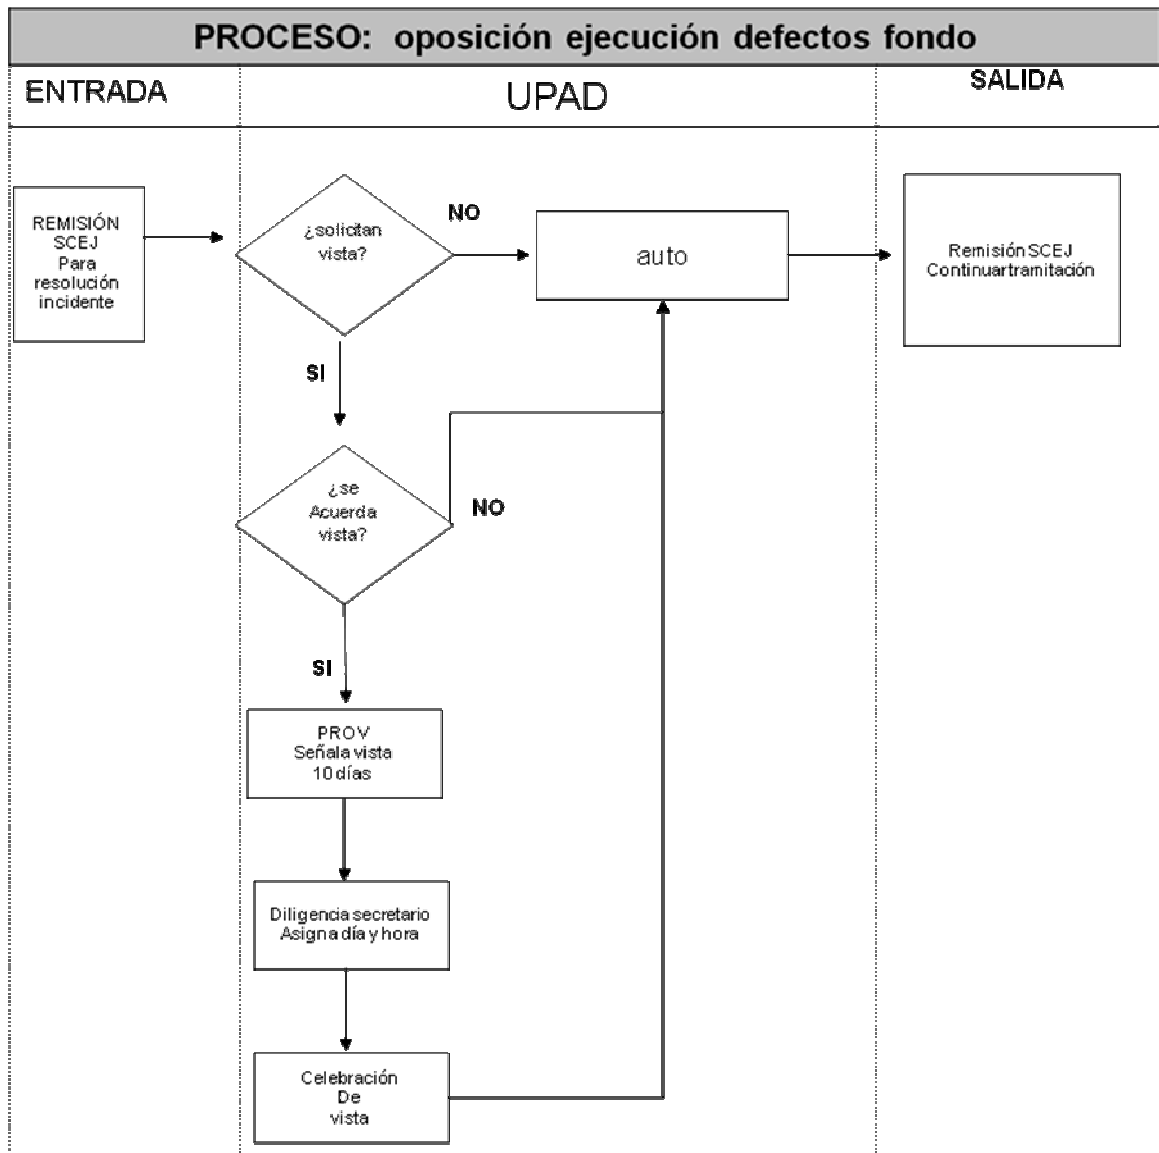 PROCESO: oposición ejecución defectos fondo
ENTRADA
UPAD
SALIDA
REMISIÓN
SCEJ
Para
resolución
incidente
¿solicitan
vista?
NO
auto
Remisión SCEJ
Continuar tramitación
SI
¿se
Acuerda
vista?
NO
SI
PROV
Señala vista
10 días
Diligencia secretario
Asigna día y hora
Celebración
De
vista